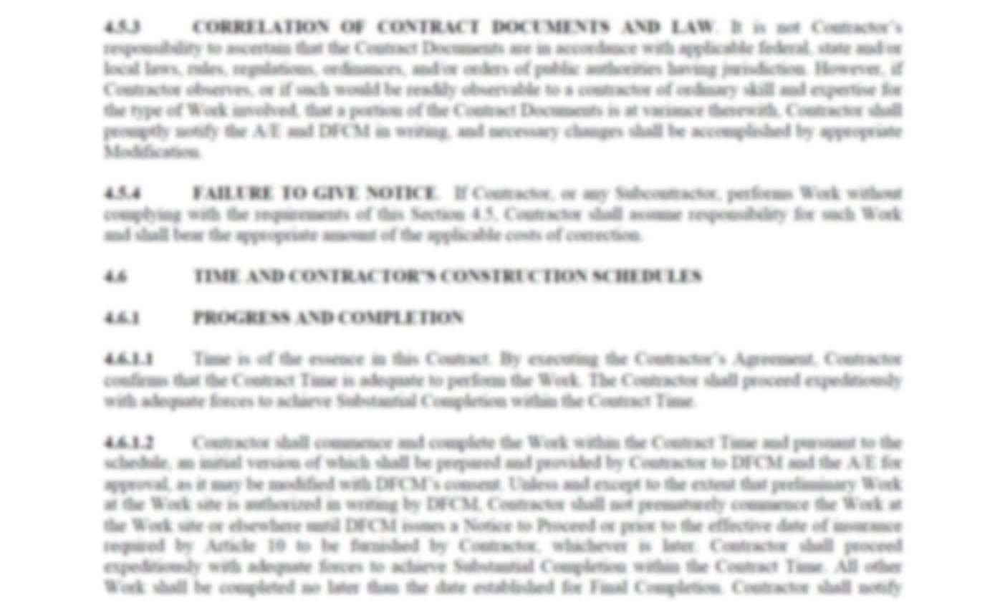 4.5.3 CORRELATION OF CONTRACT DOCUMENTS AND LAW. It is not Contractor's
responsibility to ascertain that the Contract Documents are in accordance with applicable federal, state and/or
local laws, rules, regulations, ordinances, and/or orders of public authorities having jurisdiction. However, if
Contractor observes, or if such would be readily observable to a contractor of ordinary skill and expertise for
the type of Work involved, that a portion of the Contract Documents is at variance therewith, Contractor shall
promptly notify the A/E and DFCM in writing, and necessary changes shall be accomplished by appropriate
Modification.
4.5.4 FAILURE TO GIVE NOTICE. If Contractor, or any Subcontractor, performs Work without
complying with the requirements of this Section 4.5, Contractor shall assume responsibility for such Work
and shall bear the appropriate amount of the applicable costs of correction.
4.6 TIME AND CONTRACTOR'S CONSTRUCTION SCHEDULES
4.6.1 PROGRESS AND COMPLETION
4.6.1.1 Time is of the essence in this Contract. By executing the Contractor's Agreement, Contractor
confirms that the Contract Time is adequate to perform the Work. The Contractor shall proceed expeditiously
with adequate forces to achieve Substantial Completion within the Contract Time.
4.6.1.2 Contractor shall commence and complete the Work within the Contract Time and pursuant to the
schedule, an initial version of which shall be prepared and provided by Contractor to DFCM and the A/E for
approval, as it may be modified with DFCM's consent. Unless and except to the extent that preliminary Work
at the Work site is authorized in writing by DFCM, Contractor shall not prematurely commence the Work at
the Work site or elsewhere until DFCM issues a Notice to Proceed or prior to the effective date of insurance
required by Article 10 to be furnished by Contractor, whichever is later. Contractor shall proceed
expeditiously with adequate forces to achieve Substantial Completion within the Contract Time. All other
Work shall be completed no later than the date established for Final Completion. Contractor shall notify